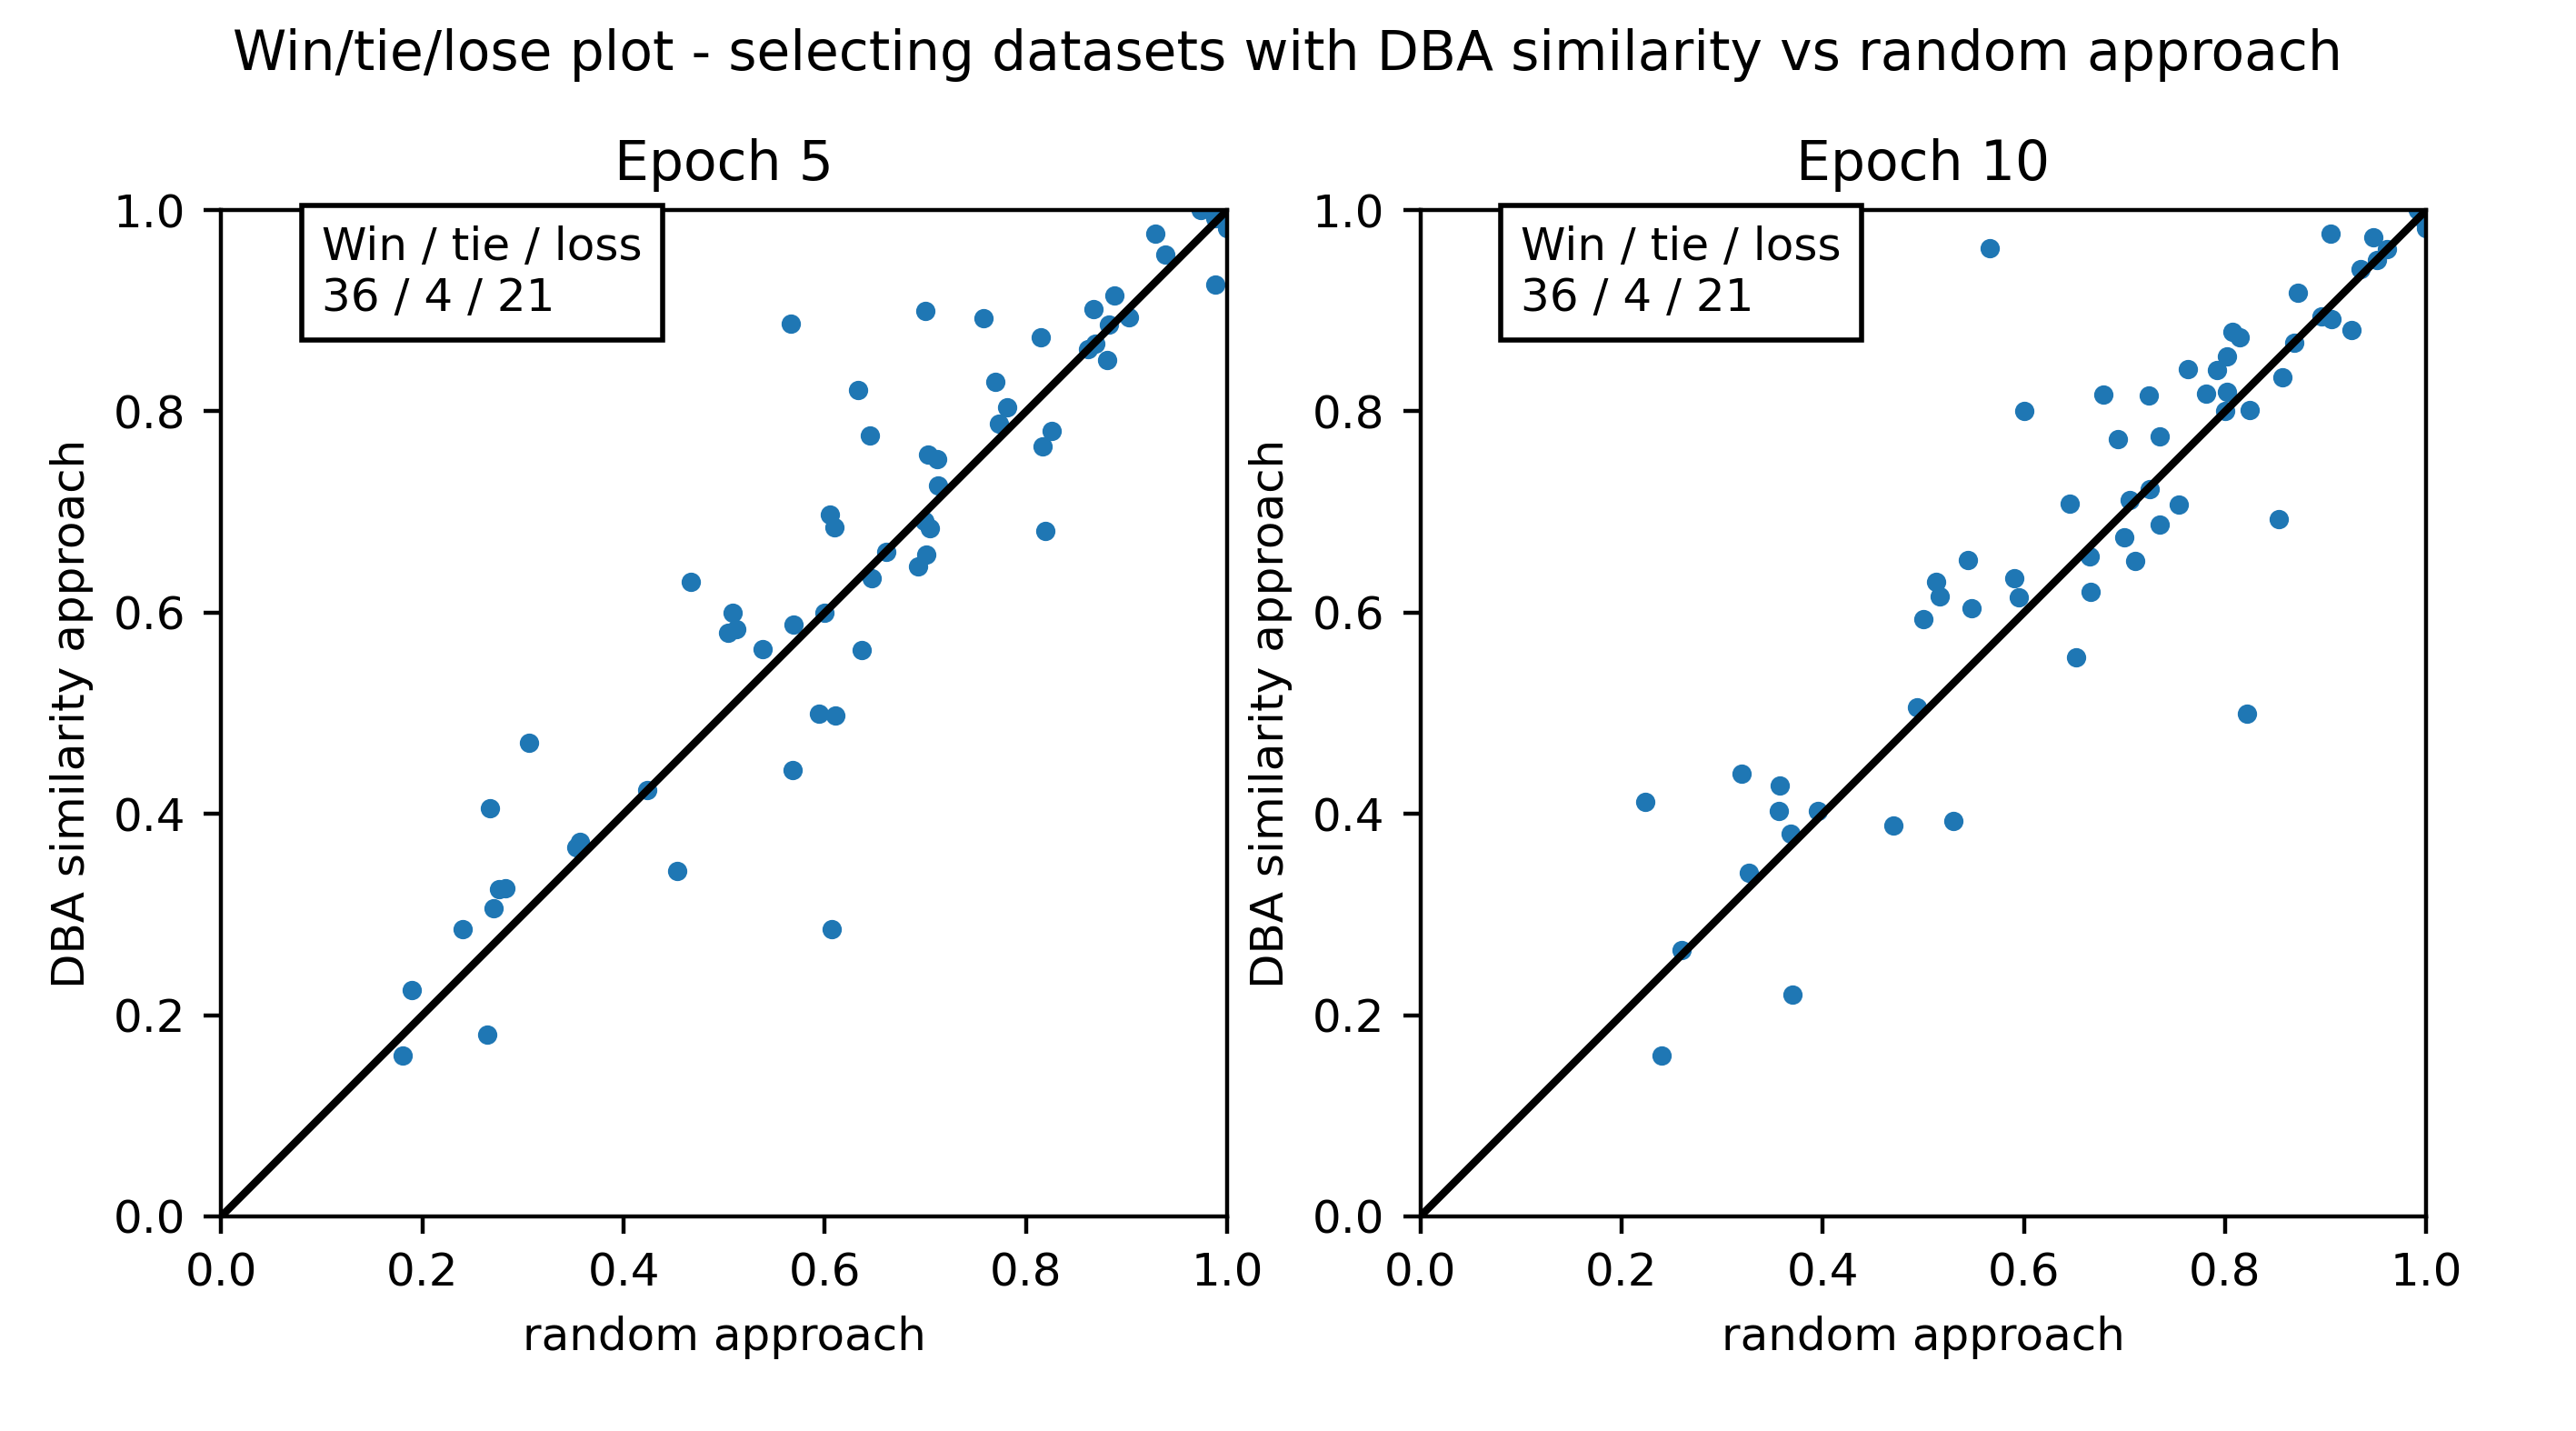 Win/tie/lose plot - selecting datasets with DBA similarity vs random approach
Epoch 5
Win / tie / loss
36 / 4 / 21
DBA similarity approach
1.0
0.8
0.6
0.4
0.2
0.0
0.0 0.2 0.4 0.6 0.8 1.0
random approach
Epoch 10
Win / tie / loss
36 / 4 / 21
DBA similarity approach
1.0
0.8
0.6
0.4
0.2
0.0
0.0 0.2 0.4 0.6 0.8 1.0
random approach